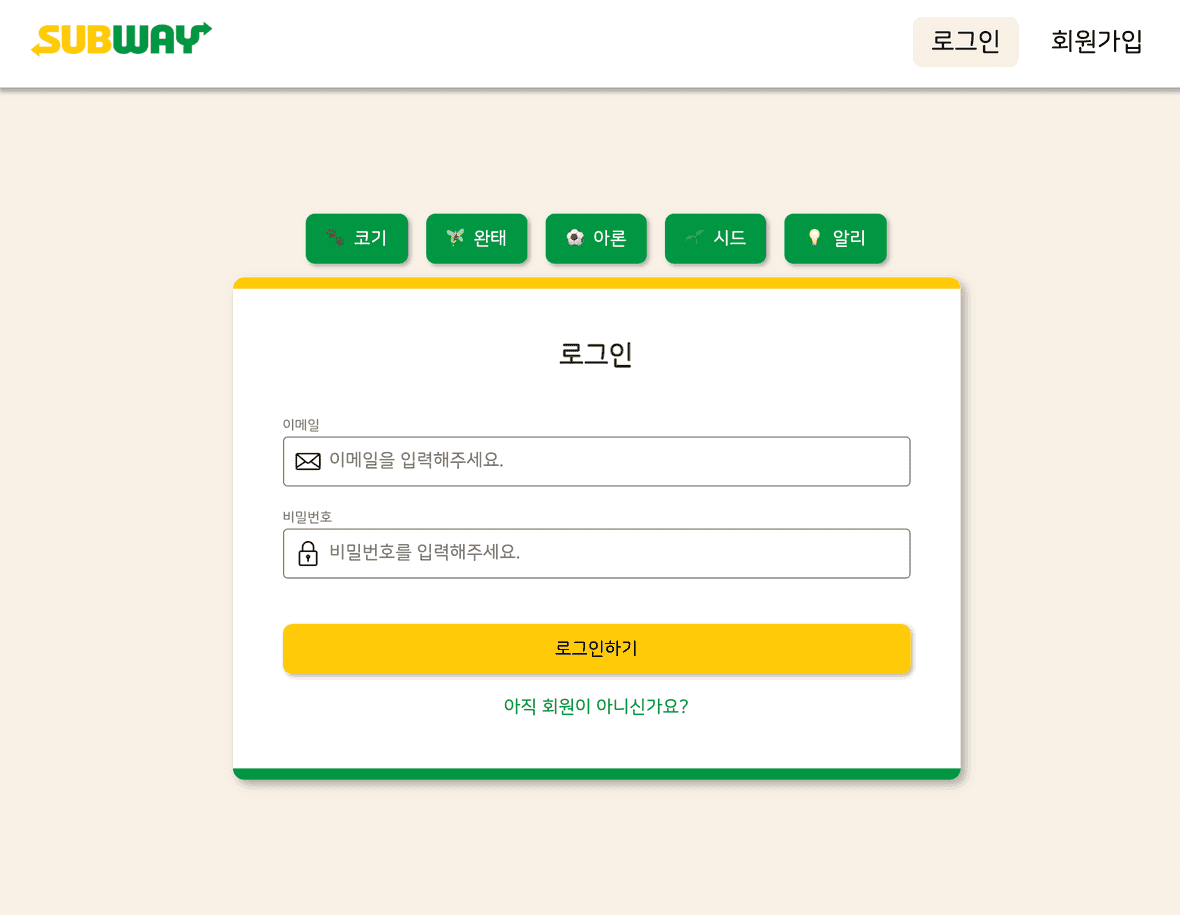 SUBWAY
로그인 회원가입
코기 완태 아론 시드 알리
로그인
이메일
이메일을 입력해주세요.
비밀번호
비밀번호를 입력해주세요.
로그인하기
아직 회원이 아니신가요?